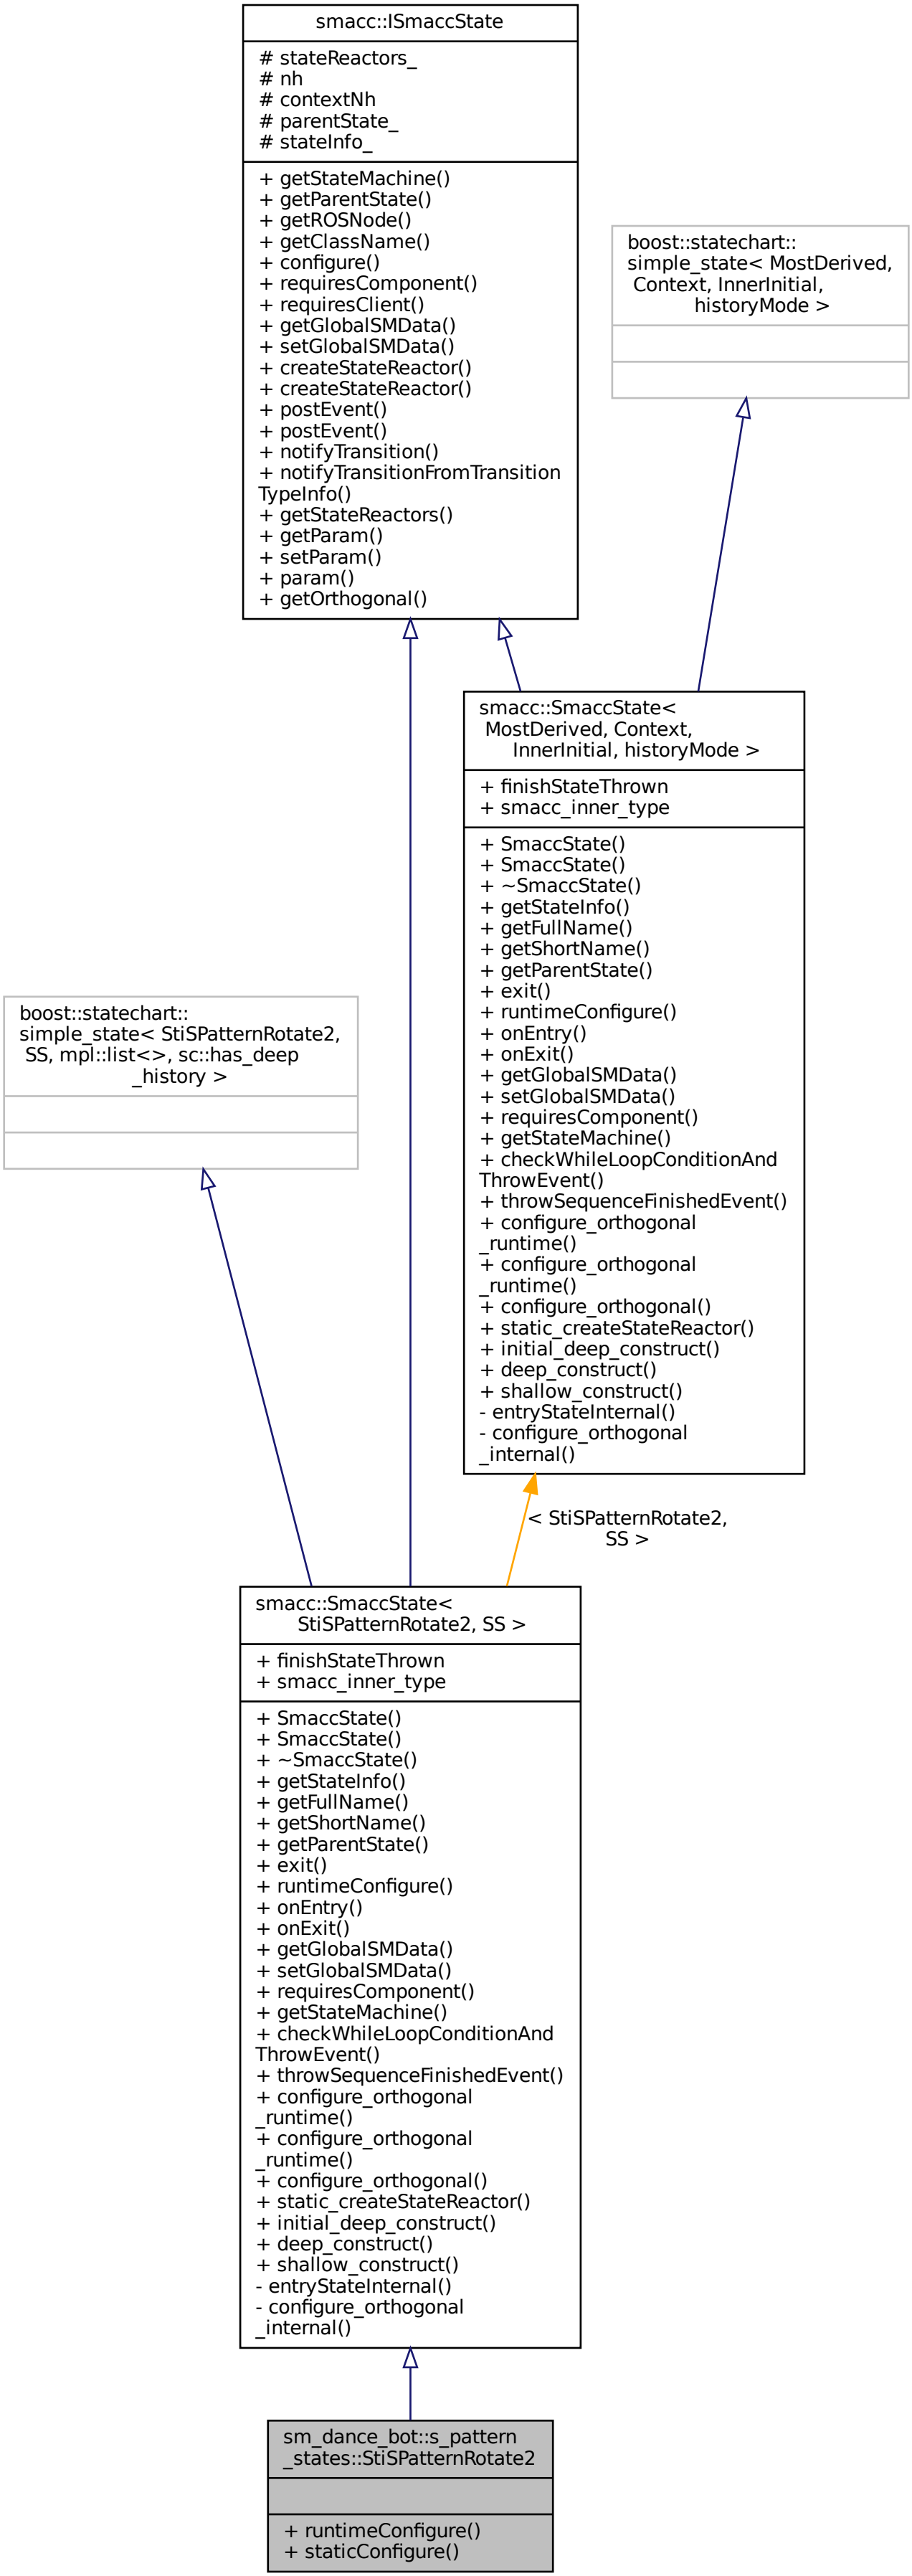 smacc::ISmaccState
# stateReactors_
# nh
# contextNh
# parentState_
# stateInfo_
+ getStateMachine()
+ getParentState()
+ getROSNode()
+ getClassName()
+ configure()
+ requiresComponent()
+ requiresClient()
+ getGlobalSMData()
+ setGlobalSMData()
+ createStateReactor()
+ createStateReactor()
+ postEvent()
+ postEvent()
+ notifyTransition()
+ notifyTransitionFromTransition
TypeInfo()
+ getStateReactors()
+ getParam()
+ setParam()
+ param()
+ getOrthogonal()
boost::statechart::
simple_state< MostDerived,
Context, InnerInitial,
historyMode >
smacc::SmaccState<
MostDerived, Context,
InnerInitial, historyMode >
+ finishStateThrown
+ smacc_inner_type
+ SmaccState()
+ SmaccState()
+ ~SmaccState()
+ getStateInfo()
+ getFullName()
+ getShortName()
+ getParentState()
+ exit()
+ runtimeConfigure()
+ onEntry()
+ onExit()
+ getGlobalSMData()
+ setGlobalSMData()
+ requiresComponent()
+ getStateMachine()
+ checkWhileLoopConditionAnd
ThrowEvent()
+ throwSequenceFinishedEvent()
+ configure_orthogonal
_runtime()
+ configure_orthogonal
_runtime()
+ configure_orthogonal()
+ static_createStateReactor()
+ initial_deep_construct()
+ deep_construct()
+ shallow_construct()
- entryStateInternal()
- configure_orthogonal
_internal()
boost::statechart::
simple_state< StiSPatternRotate2,
SS, mpl::list<>, sc::has_deep
_history >
< StiSPatternRotate2,
SS >
smacc::SmaccState<
StiSPatternRotate2, SS >
+ finishStateThrown
+ smacc_inner_type
+ SmaccState()
+ SmaccState()
+ ~SmaccState()
+ getStateInfo()
+ getFullName()
+ getShortName()
+ getParentState()
+ exit()
+ runtimeConfigure()
+ onEntry()
+ onExit()
+ getGlobalSMData()
+ setGlobalSMData()
+ requiresComponent()
+ getStateMachine()
+ checkWhileLoopConditionAnd
ThrowEvent()
+ throwSequenceFinishedEvent()
+ configure_orthogonal
_runtime()
+ configure_orthogonal
_runtime()
+ configure_orthogonal()
+ static_createStateReactor()
+ initial_deep_construct()
+ deep_construct()
+ shallow_construct()
- entryStateInternal()
- configure_orthogonal
_internal()
sm_dance_bot::s_pattern
_states::StiSPatternRotate2
+ runtimeConfigure()
+ staticConfigure()